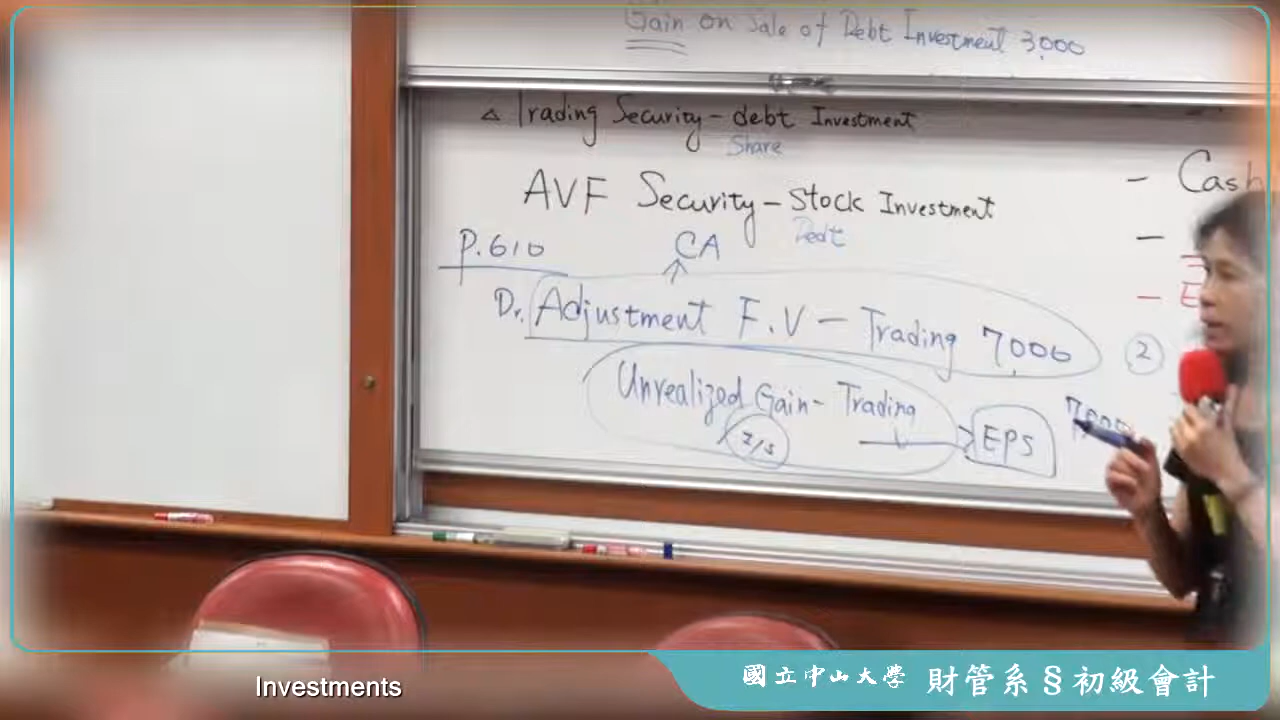 Gain on Sale of Debt Investment 3,000
△ Trading Security - debt Investment
Share
AVF Security - Stock Investment
Debt
- Cash
P.610
CA
Dr. Adjustment F.V - Trading 7,000
②
Unrealized Gain - Trading
7,000
I/S
EPS
Investments
國立中山大學 財管系§初級會計